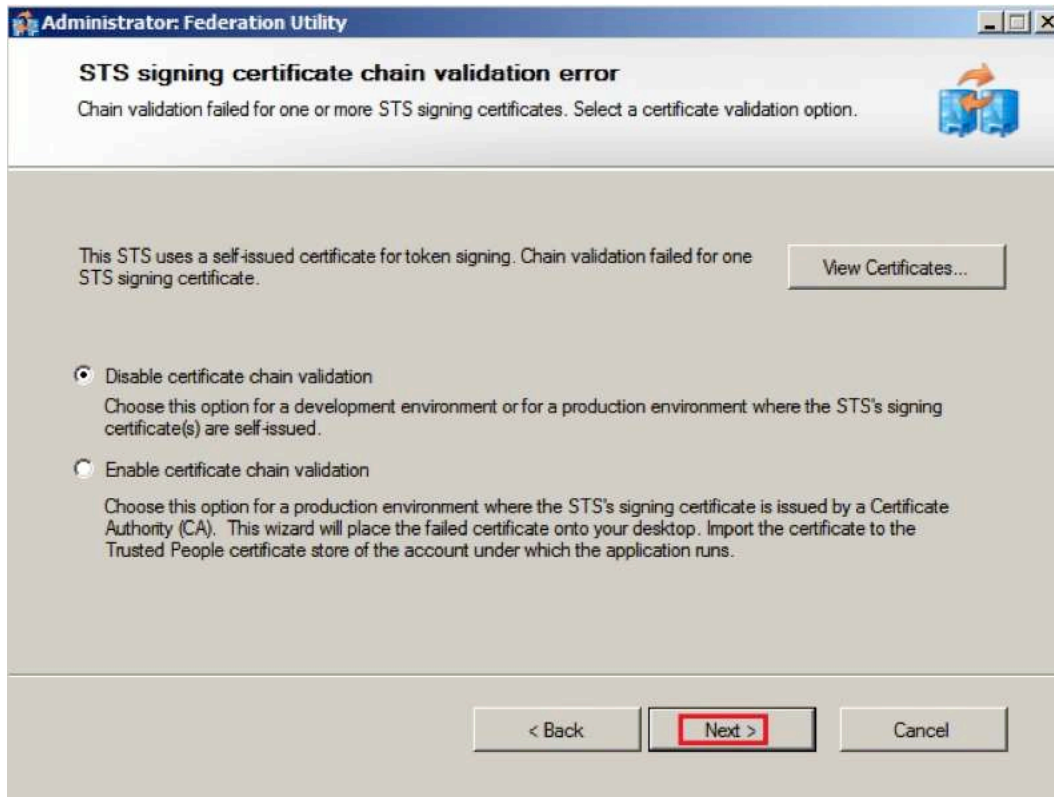 Administrator: Federation Utility
STS signing certificate chain validation error
Chain validation failed for one or more STS signing certificates. Select a certificate validation option.
This STS uses a self-issued certificate for token signing. Chain validation failed for one
STS signing certificate.
View Certificates...
Disable certificate chain validation
Choose this option for a development environment or for a production environment where the STS's signing
certificate(s) are self-issued.
Enable certificate chain validation
Choose this option for a production environment where the STS's signing certificate is issued by a Certificate
Authority (CA).  This wizard will place the failed certificate onto your desktop. Import the certificate to the
Trusted People certificate store of the account under which the application runs.
< Back
Next >
Cancel